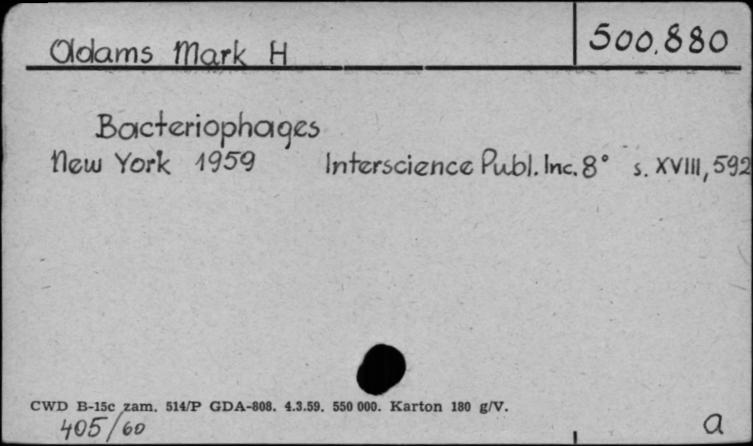 Adams Mark H
500.880
Bacteriophages
New York 1959 Interscience Publ. Inc. 8° s. XVIII, 592
CWD B-15c zam. 514/P GDA-808. 4.3.59. 550 000. Karton 180 g/V.
405/60
a